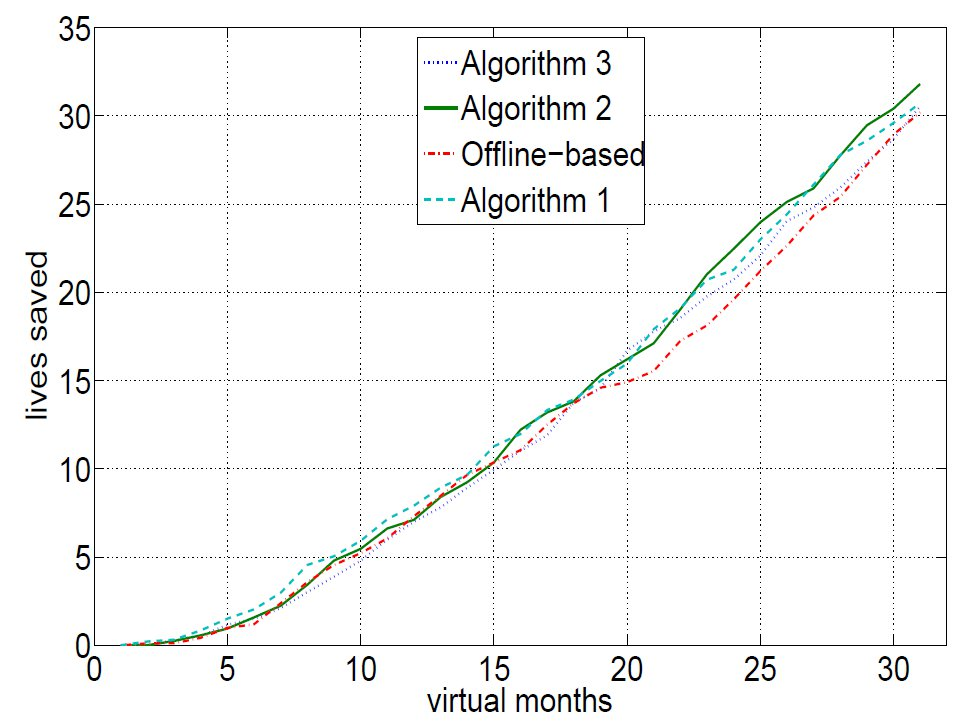 35
30
25
20
15
10
5
0
lives saved
Algorithm 3
Algorithm 2
Offline−based
Algorithm 1
0 5 10 15 20 25 30
virtual months